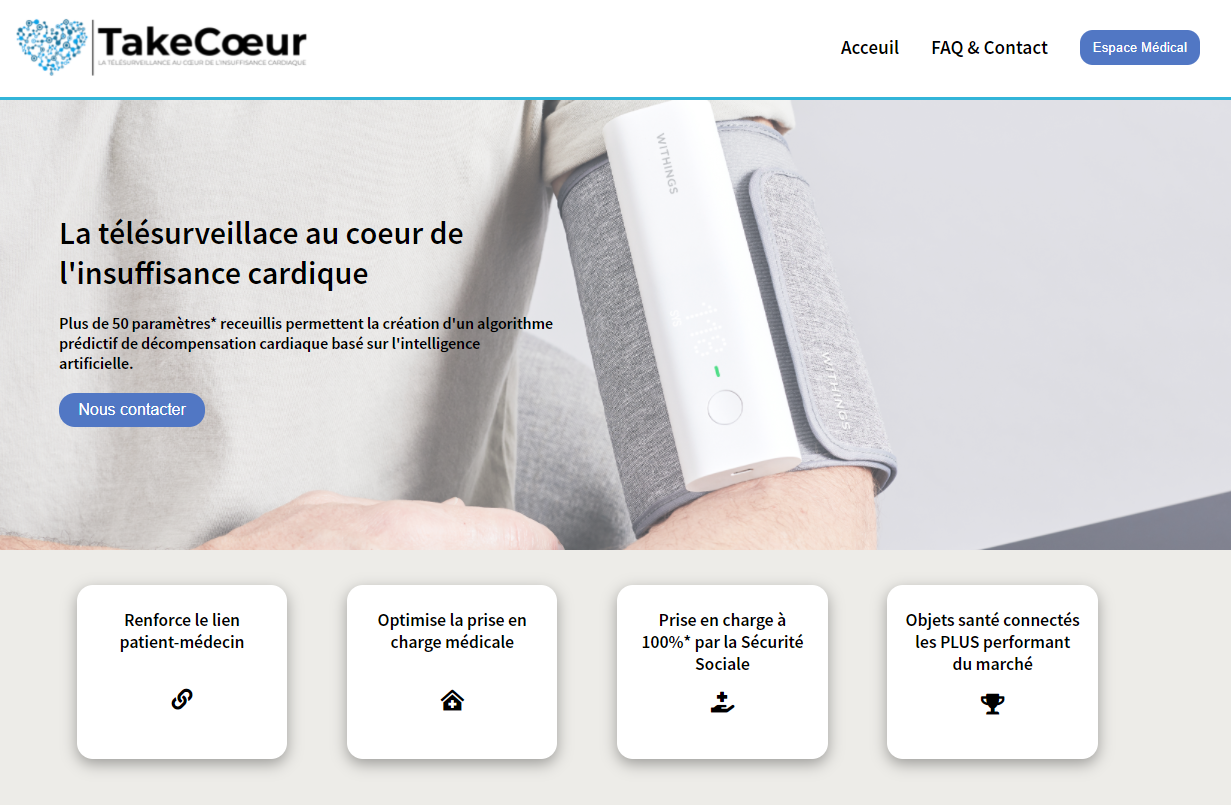 TakeCœur
LA TÉLÉSURVEILLANCE AU CŒUR DE L'INSUFFISANCE CARDIAQUE
Acceuil
FAQ & Contact
Espace Médical
WITHINGS
La télésurveillace au coeur de
l'insuffisance cardique
Plus de 50 paramètres* receuillis permettent la création d'un algorithme
prédictif de décompensation cardiaque basé sur l'intelligence
artificielle.
Nous contacter
WITHINGS
Renforce le lien
patient-médecin
Optimise la prise en
charge médicale
Prise en charge à
100%* par la Sécurité
Sociale
Objets santé connectés
les PLUS performant
du marché